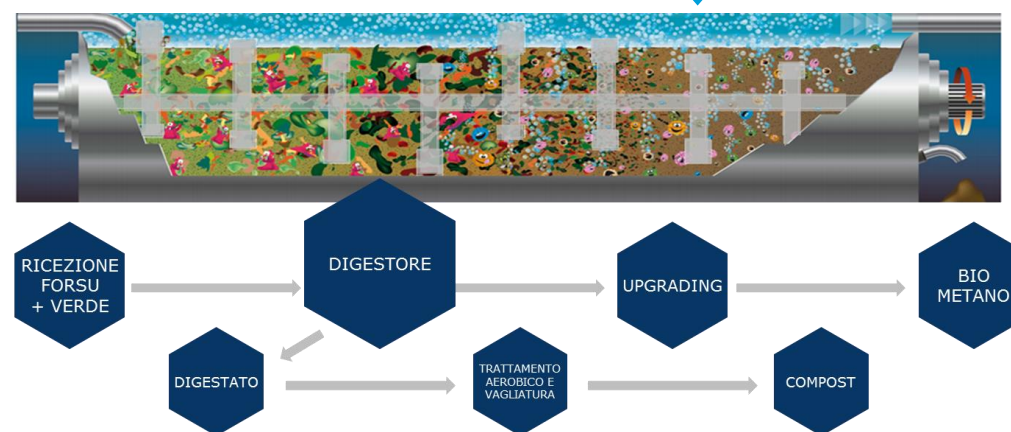 RICEZIONE
FORSU
+ VERDE
DIGESTORE
UPGRADING
BIO
METANO
DIGESTATO
TRATTAMENTO
AEROBICO E
VAGLIATURA
COMPOST